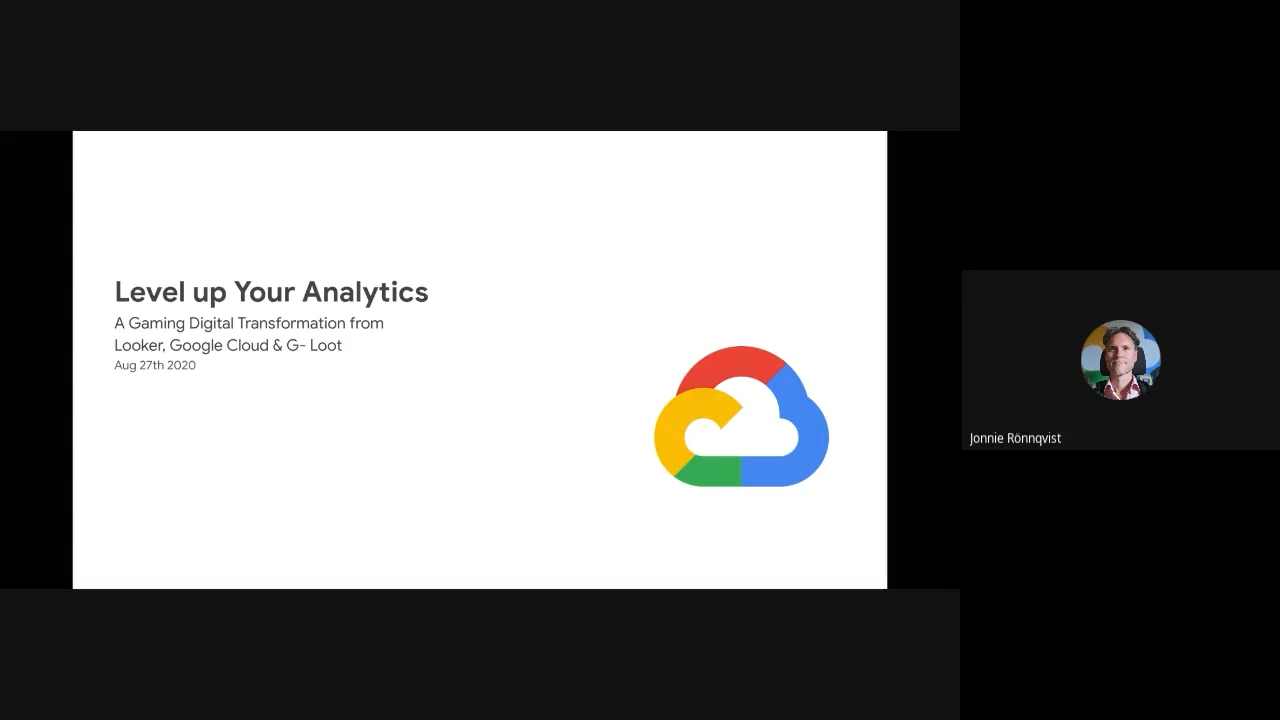 Level up Your Analytics
A Gaming Digital Transformation from
Looker, Google Cloud & G- Loot
Aug 27th 2020
Jonnie Rönnqvist